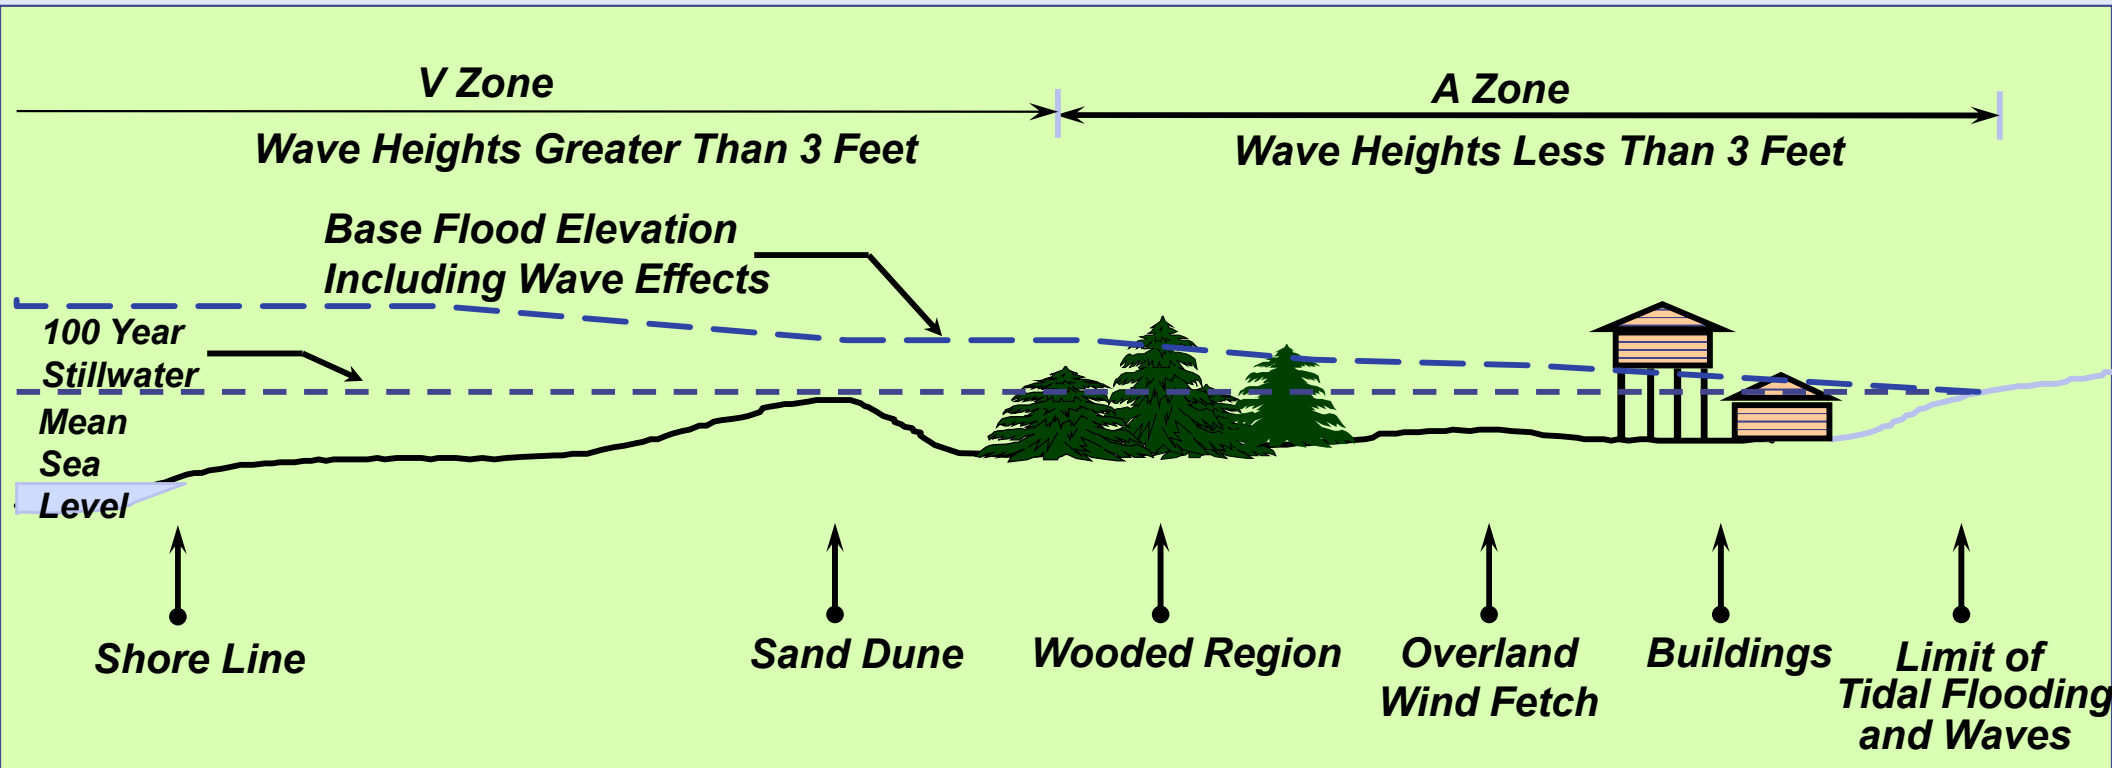 V Zone
A Zone
Wave Heights Greater Than 3 Feet
Wave Heights Less Than 3 Feet
Base Flood Elevation
Including Wave Effects
100 Year
Stillwater
Mean
Sea
Level
Shore Line
Sand Dune
Wooded Region
Overland
Wind Fetch
Buildings
Limit of
Tidal Flooding
and Waves